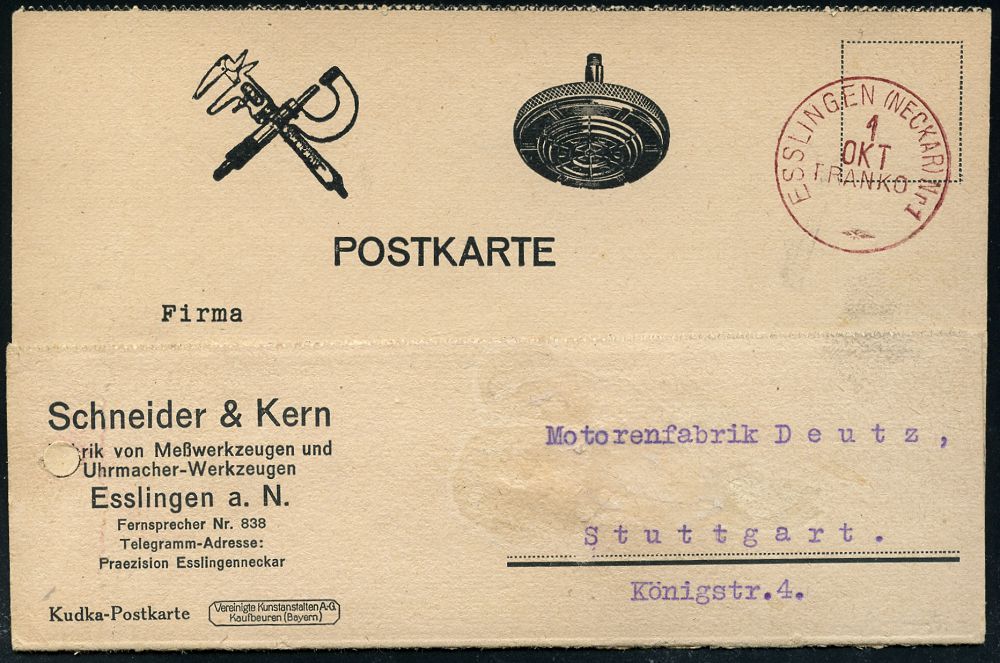 ESSLINGEN (NECKAR) Nr 1
1
OKT
FRANKO
POSTKARTE
Firma
Schneider & Kern
rik von Meßwerkzeugen und
Uhrmacher-Werkzeugen
Esslingen a. N.
Fernsprecher Nr. 838
Telegramm-Adresse:
Praezision Esslingenneckar
Kudka-Postkarte
Vereinigte Kunstanstalten A-G.
Kaufbeuren (Bayern)
Motorenfabrik Deutz,
Stuttgart.
Königstr.4.